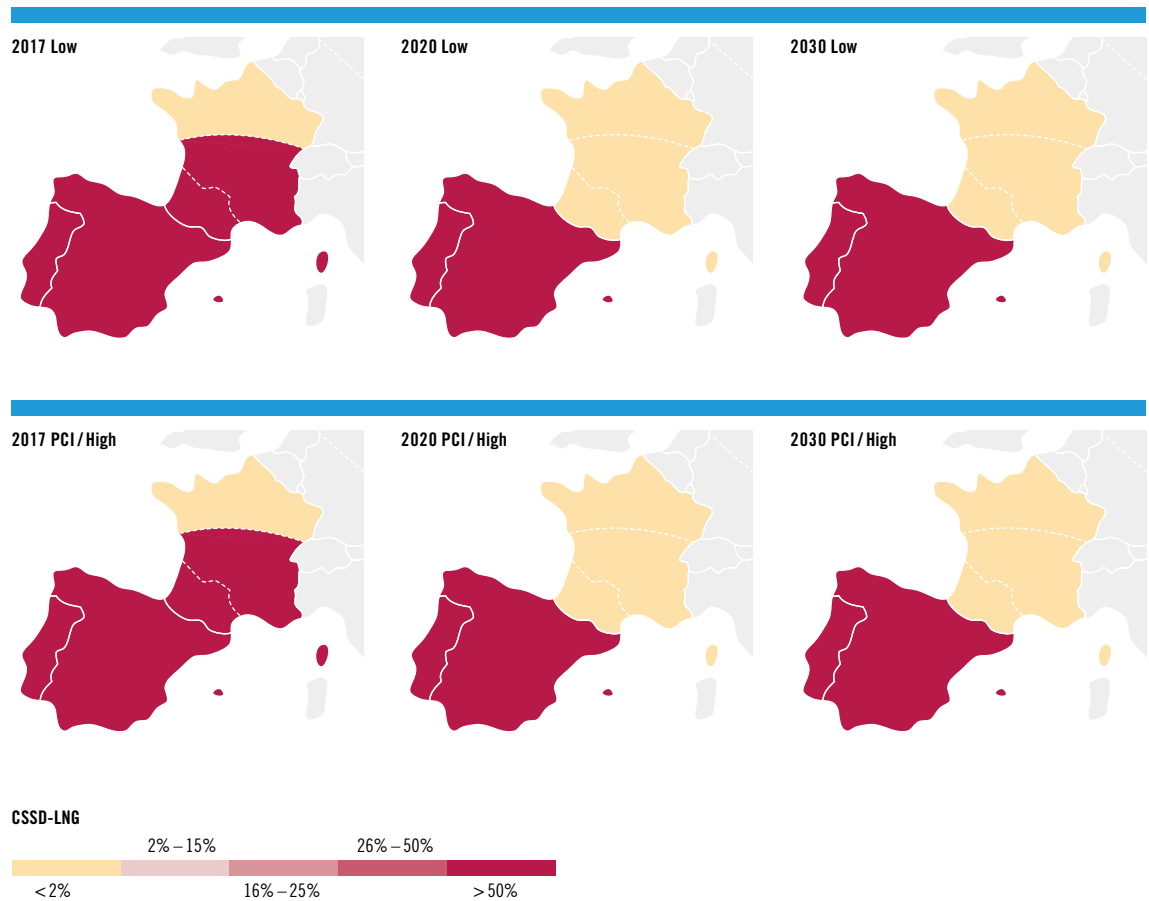 2017 Low
2020 Low
2030 Low
2017 PCI / High
2020 PCI / High
2030 PCI / High
CSSD-LNG
2% – 15%
26% – 50%
< 2%
16% – 25%
> 50%